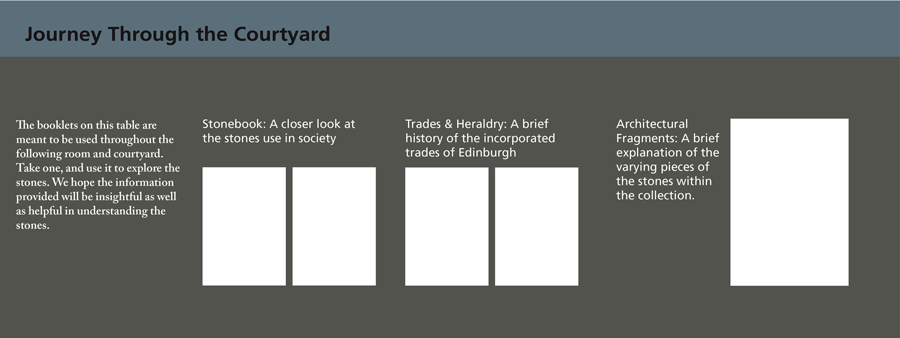 Journey Through the Courtyard
The booklets on this table are
meant to be used throughout the
following room and courtyard.
Take one, and use it to explore the
stones. We hope the information
provided will be insightful as well
as helpful in understanding the
stones.
Stonebook: A closer look at
the stones use in society
Trades & Heraldry: A brief
history of the incorporated
trades of Edinburgh
Architectural
Fragments: A brief
explanation of the
varying pieces of
the stones within
the collection.